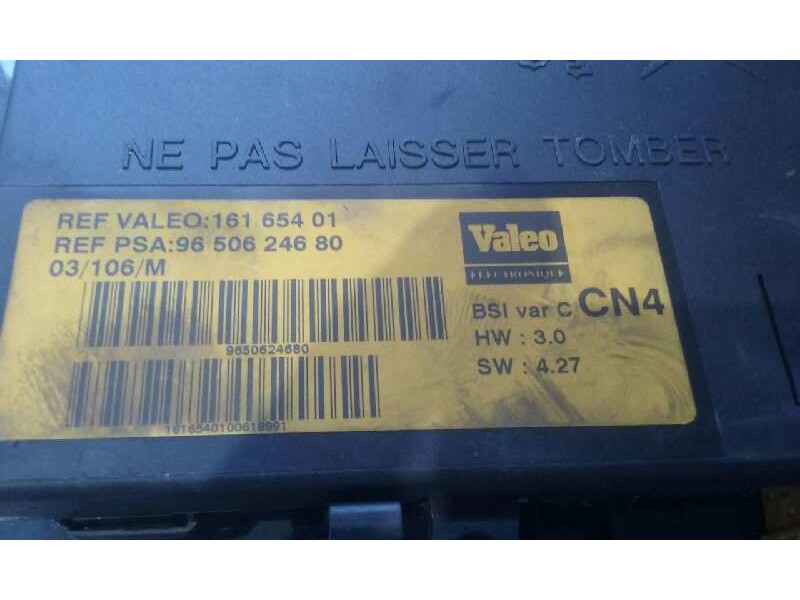 NE PAS LAISSER TOMBER
REF VALEO:161 654 01
REF PSA:96 506 246 80
03/106/M
Valeo
ELECTRONIQUE
BSI var C CN4
HW : 3.0
SW : 4.27
9650624680